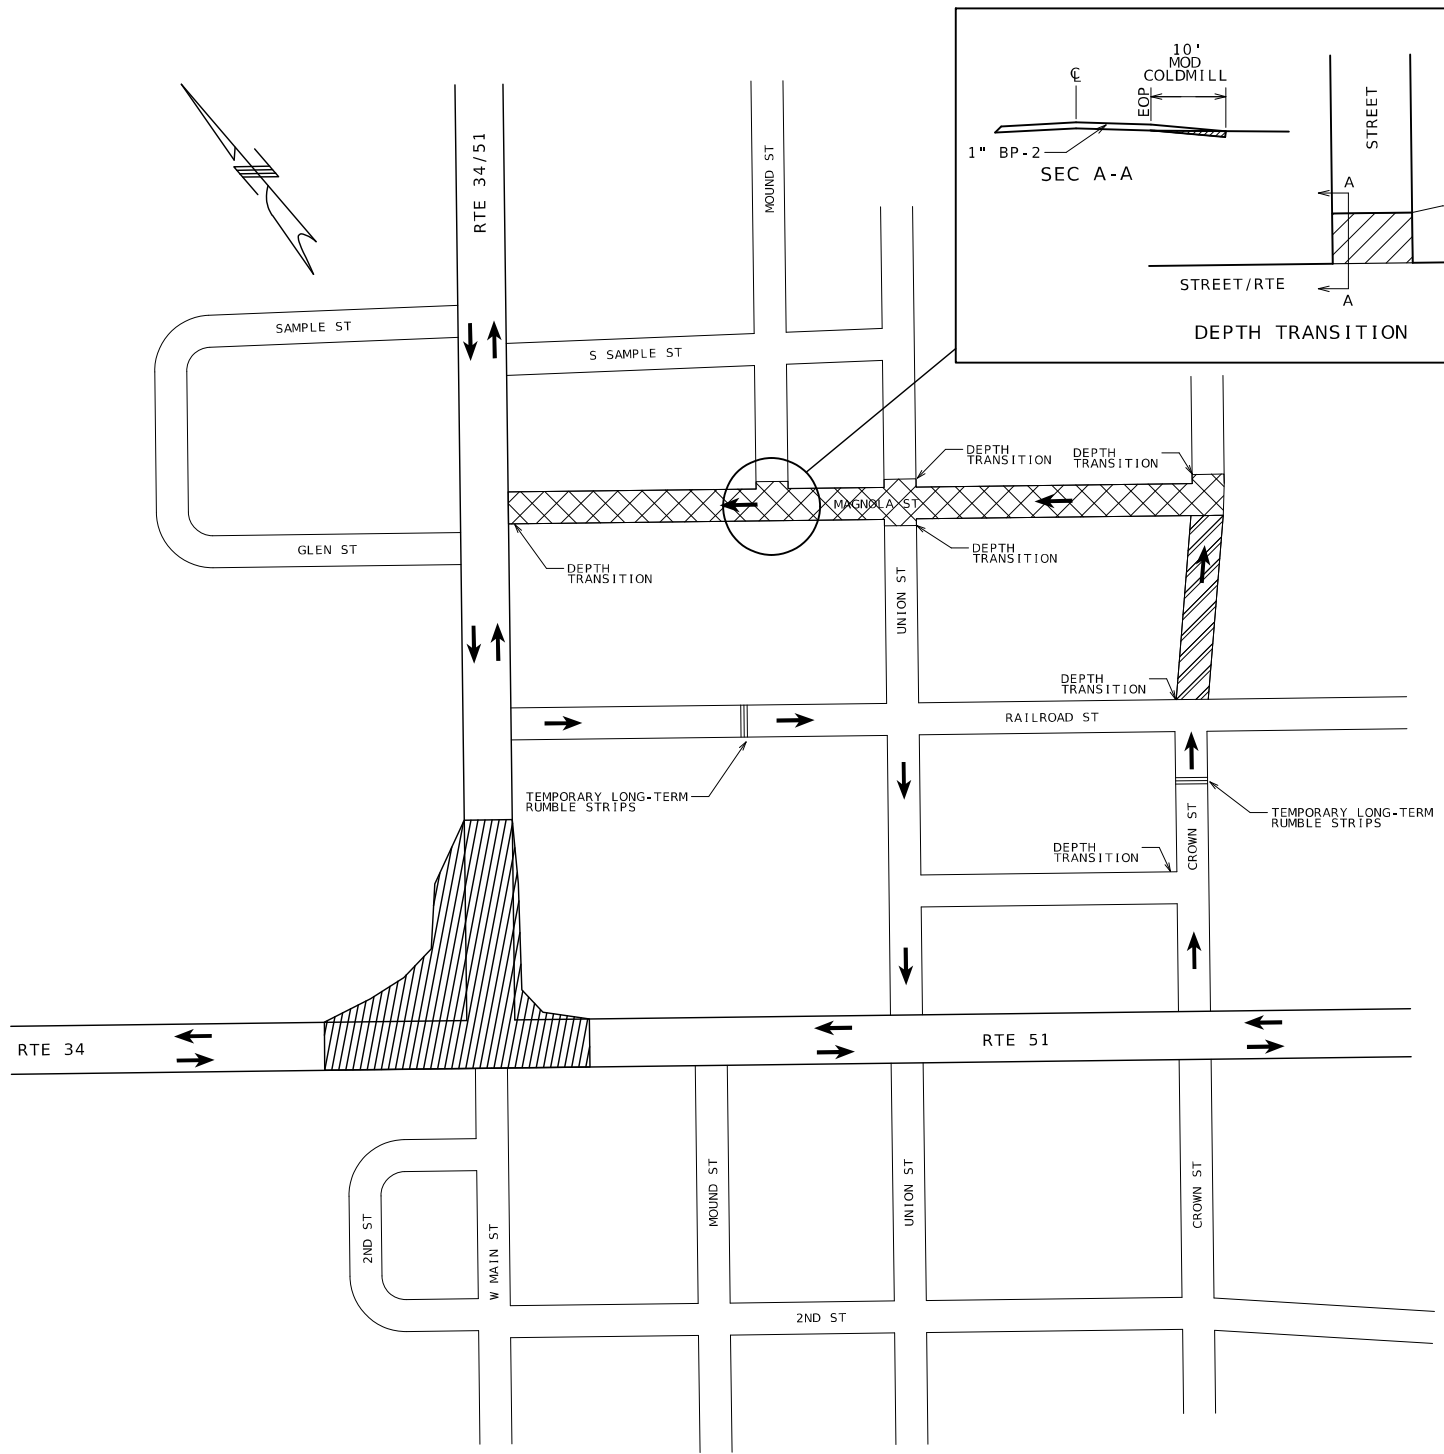 10'
MOD
COLDMILL
℄
EOP
1" BP-2
SEC A-A
STREET
A
A
STREET/RTE
DEPTH TRANSITION
RTE 34/51
MOUND ST
SAMPLE ST
S SAMPLE ST
DEPTH
TRANSITION
DEPTH
TRANSITION
MAGNOLA ST
GLEN ST
DEPTH
TRANSITION
DEPTH
TRANSITION
UNION ST
DEPTH
TRANSITION
RAILROAD ST
TEMPORARY LONG-TERM
RUMBLE STRIPS
TEMPORARY LONG-TERM
RUMBLE STRIPS
CROWN ST
DEPTH
TRANSITION
RTE 34
RTE 51
2ND ST
W MAIN ST
MOUND ST
UNION ST
CROWN ST
2ND ST